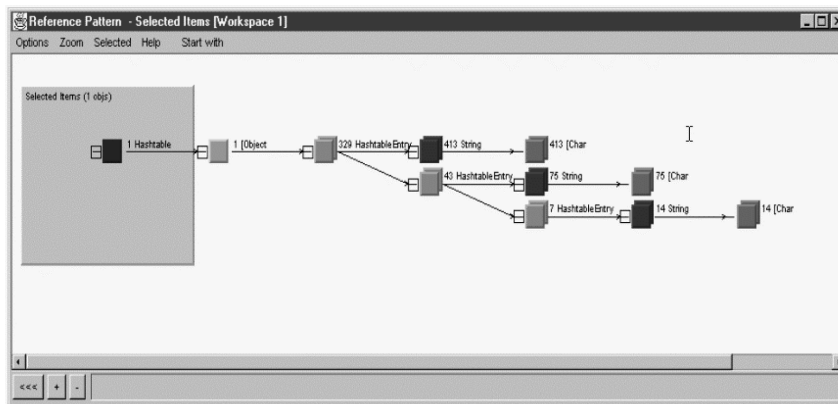 Reference Pattern - Selected Items [Workspace 1]
Options Zoom Selected Help Start with
Selected Items (1 objs)
1 Hashtable 1 [Object 329 HashtableEntry 413 String 413 [Char
43 HashtableEntry 75 String 75 [Char
7 HashtableEntry 14 String 14 [Char
<<< + -